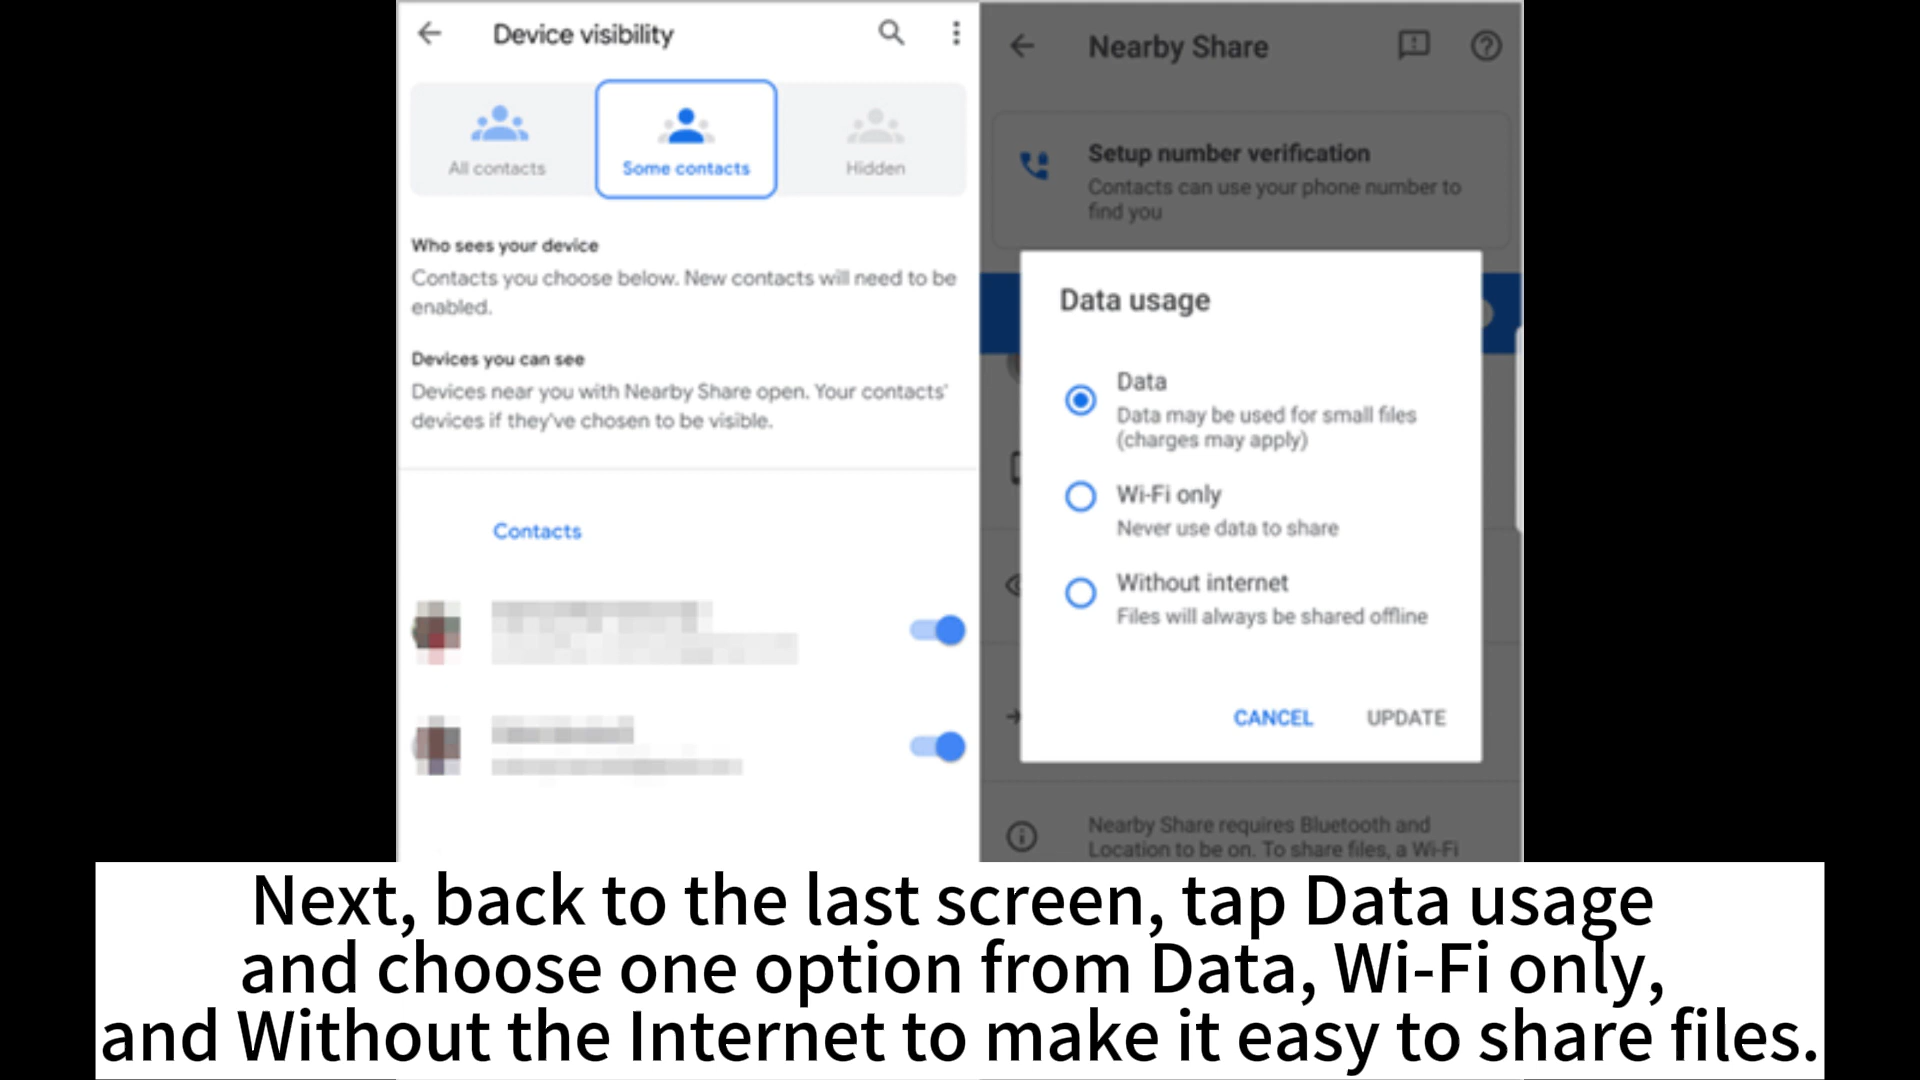 Device visibility
All contacts
Some contacts
Hidden
Who sees your device
Contacts you choose below. New contacts will need to be
enabled.
Devices you can see
Devices near you with Nearby Share open. Your contacts'
devices if they've chosen to be visible.
Contacts
Nearby Share
Setup number verification
Contacts can use your phone number to
find you
Data usage
Data
Data may be used for small files
(charges may apply)
Wi-Fi only
Never use data to share
Without internet
Files will always be shared offline
CANCEL
UPDATE
Nearby Share requires Bluetooth and
Location to be on. To share files, a Wi-Fi
Next, back to the last screen, tap Data usage
and choose one option from Data, Wi-Fi only,
and Without the Internet to make it easy to share files.